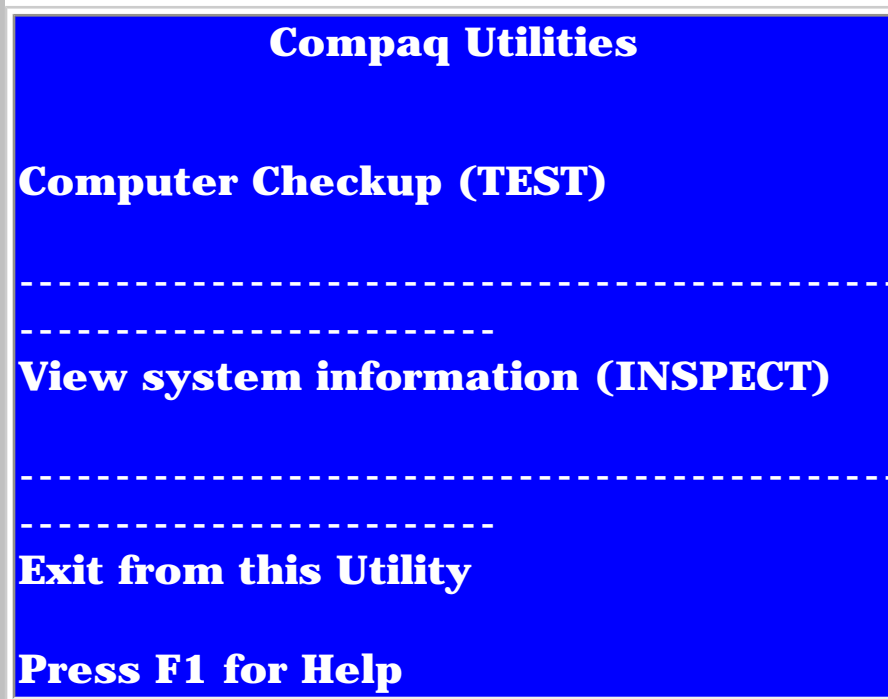 Compaq Utilities
Computer Checkup (TEST)
----------------------------------------------
-------------------------
View system information (INSPECT)
----------------------------------------------
-------------------------
Exit from this Utility
Press F1 for Help